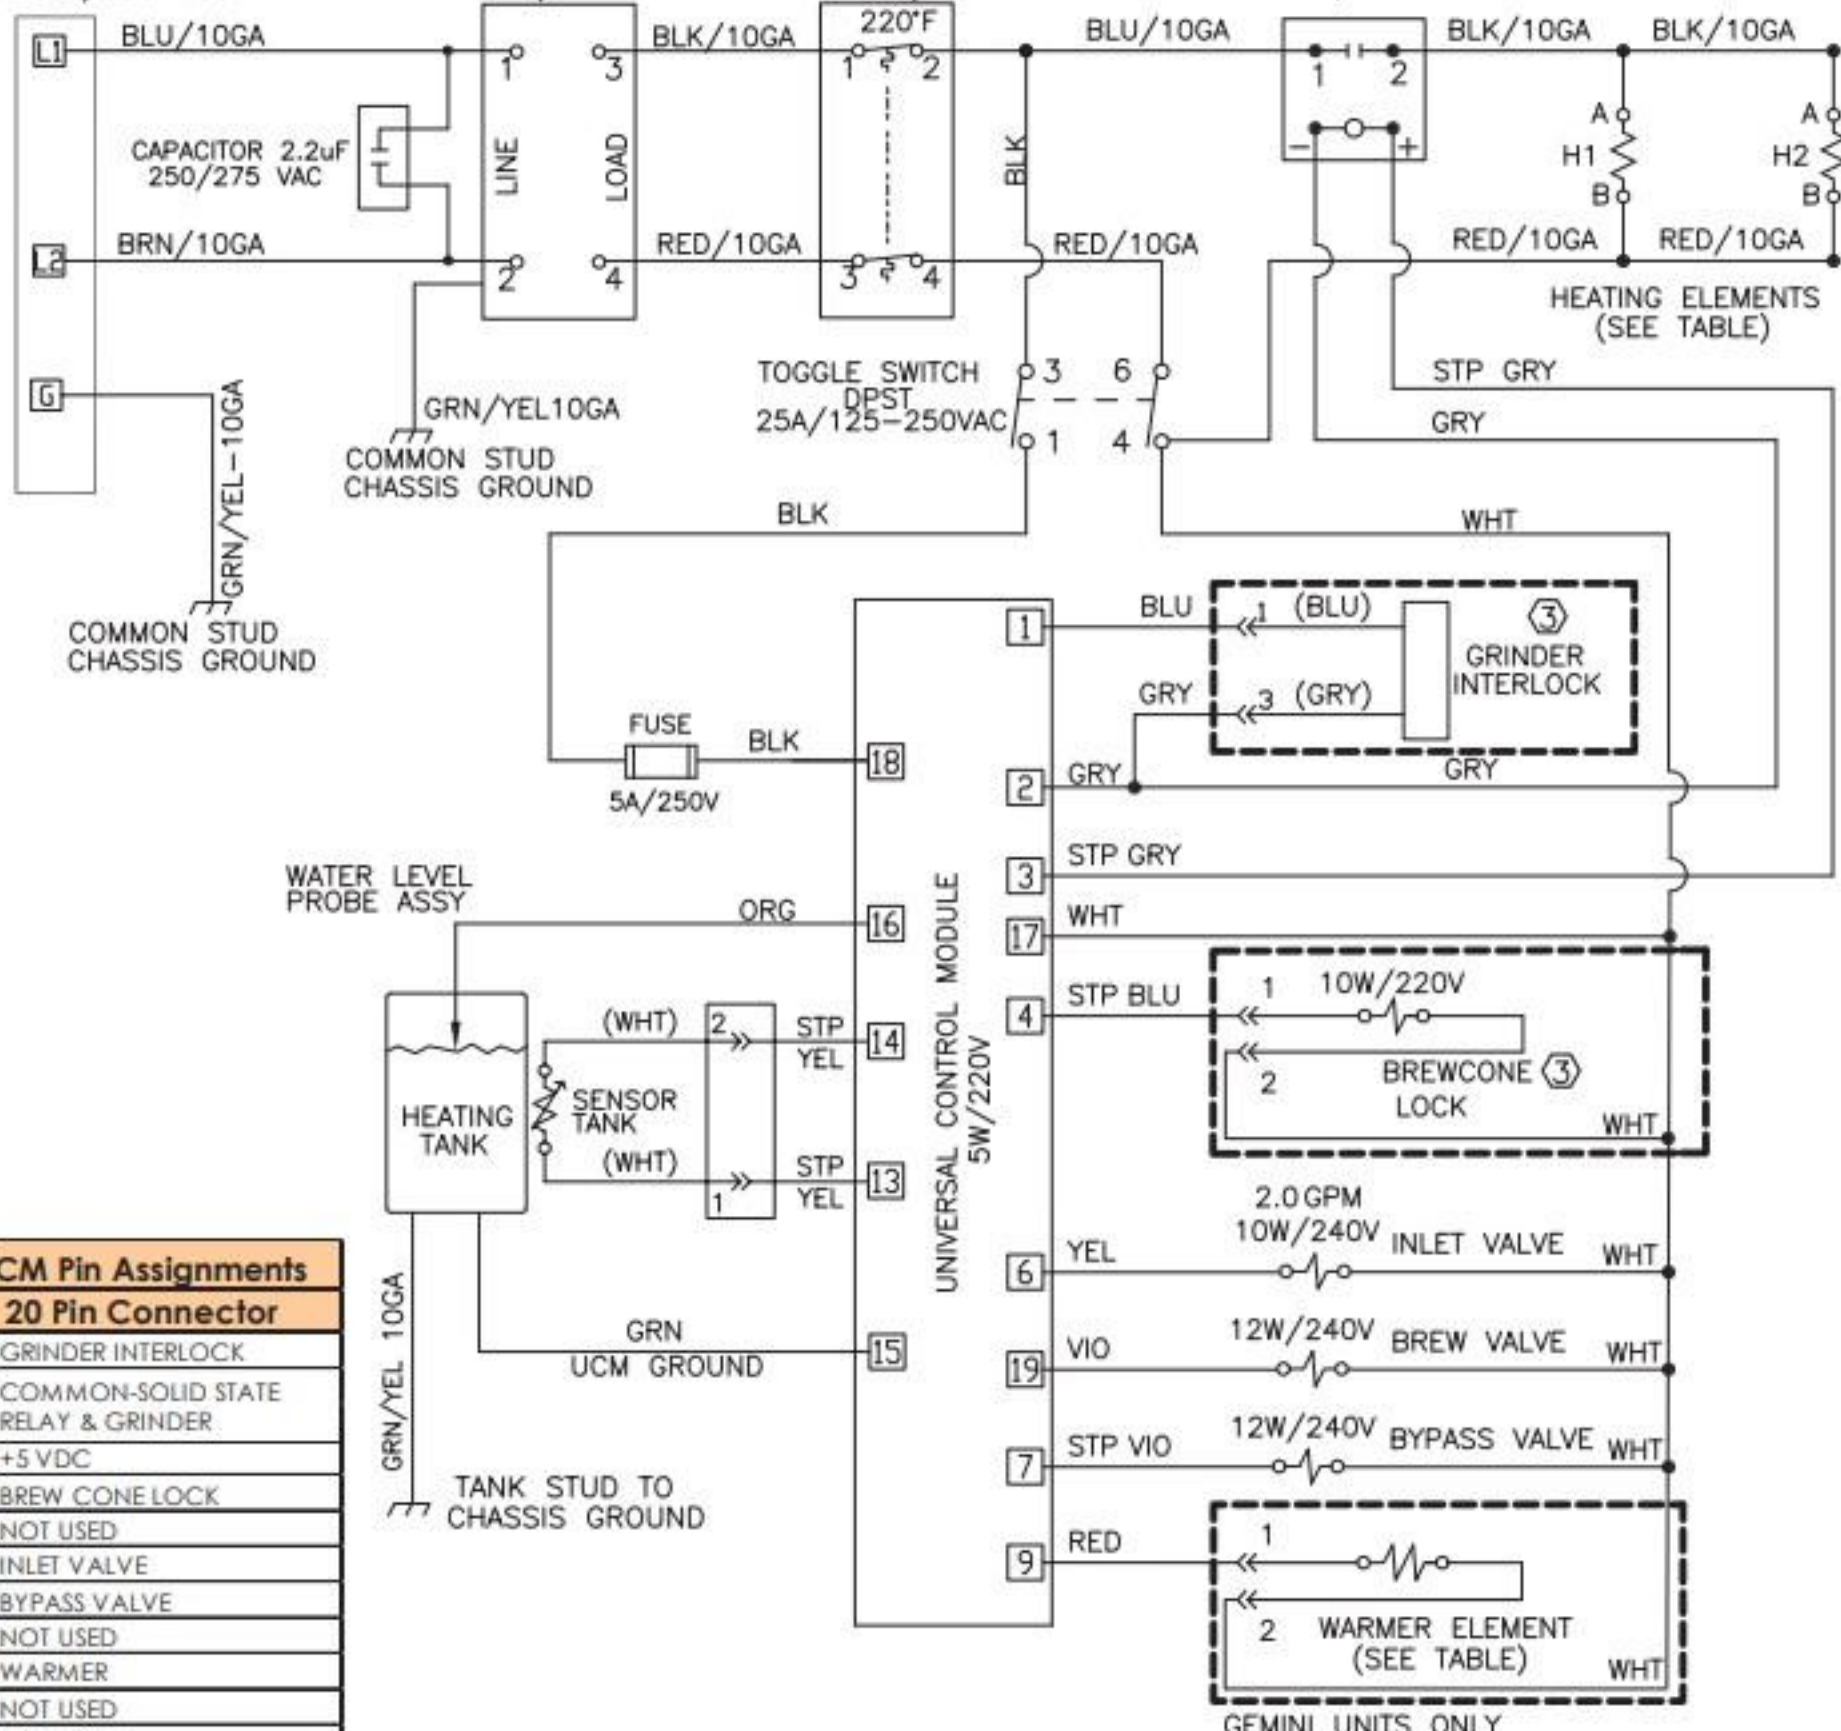 L1
BLU/10GA
BLK/10GA
220°F
BLU/10GA
BLK/10GA
BLK/10GA
1
3
1
2
1
2
CAPACITOR 2.2uF
250/275 VAC
LINE
LOAD
BLK
A
H1
B
A
H2
B
-
+
L2
BRN/10GA
RED/10GA
RED/10GA
RED/10GA
RED/10GA
2
4
3
4
HEATING ELEMENTS
(SEE TABLE)
G
GRN/YEL-10GA
COMMON STUD
CHASSIS GROUND
GRN/YEL10GA
COMMON STUD
CHASSIS GROUND
TOGGLE SWITCH
DPST
25A/125-250VAC
3
6
1
4
STP GRY
GRY
BLK
WHT
1
BLU
1
(BLU)
3
GRINDER
INTERLOCK
GRY
3
(GRY)
FUSE
BLK
18
5A/250V
2
GRY
GRY
3
STP GRY
WATER LEVEL
PROBE ASSY
ORG
16
17
WHT
UNIVERSAL CONTROL MODULE
5W/220V
4
STP BLU
1
10W/220V
2
BREWCONE 3
LOCK
WHT
HEATING
TANK
SENSOR
TANK
(WHT)
2
STP
YEL
14
(WHT)
1
STP
YEL
13
2.0 GPM
10W/240V
INLET VALVE
WHT
6
YEL
GRN
UCM GROUND
15
19
VIO
12W/240V
BREW VALVE
WHT
7
STP VIO
12W/240V
BYPASS VALVE
WHT
GRN/YEL 10GA
TANK STUD TO
CHASSIS GROUND
9
RED
1
2
WARMER ELEMENT
(SEE TABLE)
WHT
GEMINI UNITS ONLY
CM Pin Assignments
20 Pin Connector
GRINDER INTERLOCK
COMMON-SOLID STATE
RELAY & GRINDER
+5 VDC
BREW CONE LOCK
NOT USED
INLET VALVE
BYPASS VALVE
NOT USED
WARMER
NOT USED